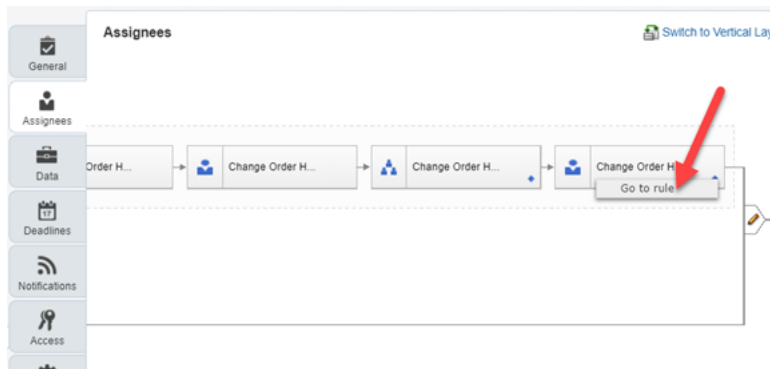 Assignees
Switch to Vertical Lay
General
Assignees
Order H...
Change Order H...
Change Order H...
Change Order H
Go to rule
Data
17
Deadlines
Notifications
Access